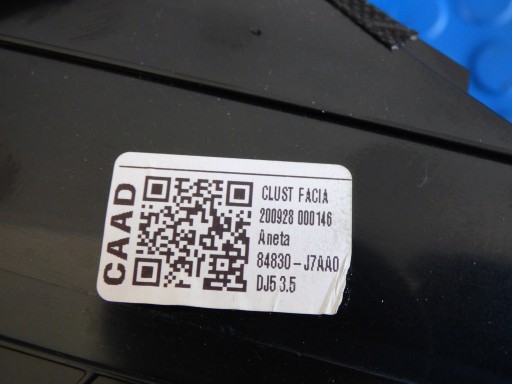 CAAD
CLUST FACIA
200928 000146
Aneta
84830-J7AA0
DJ5 3.5